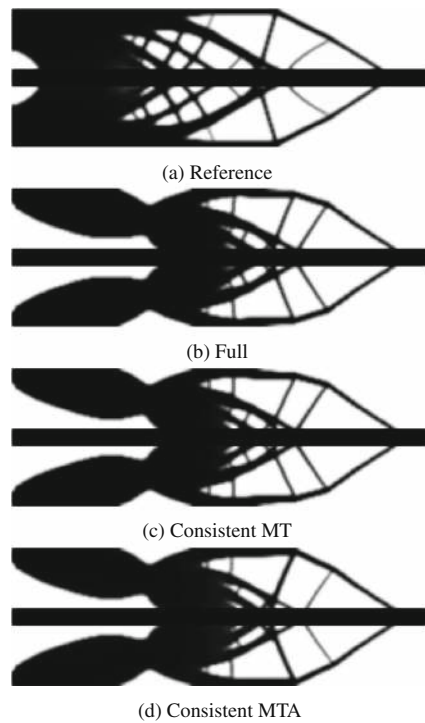 (a) Reference
(b) Full
(c) Consistent MT
(d) Consistent MTA